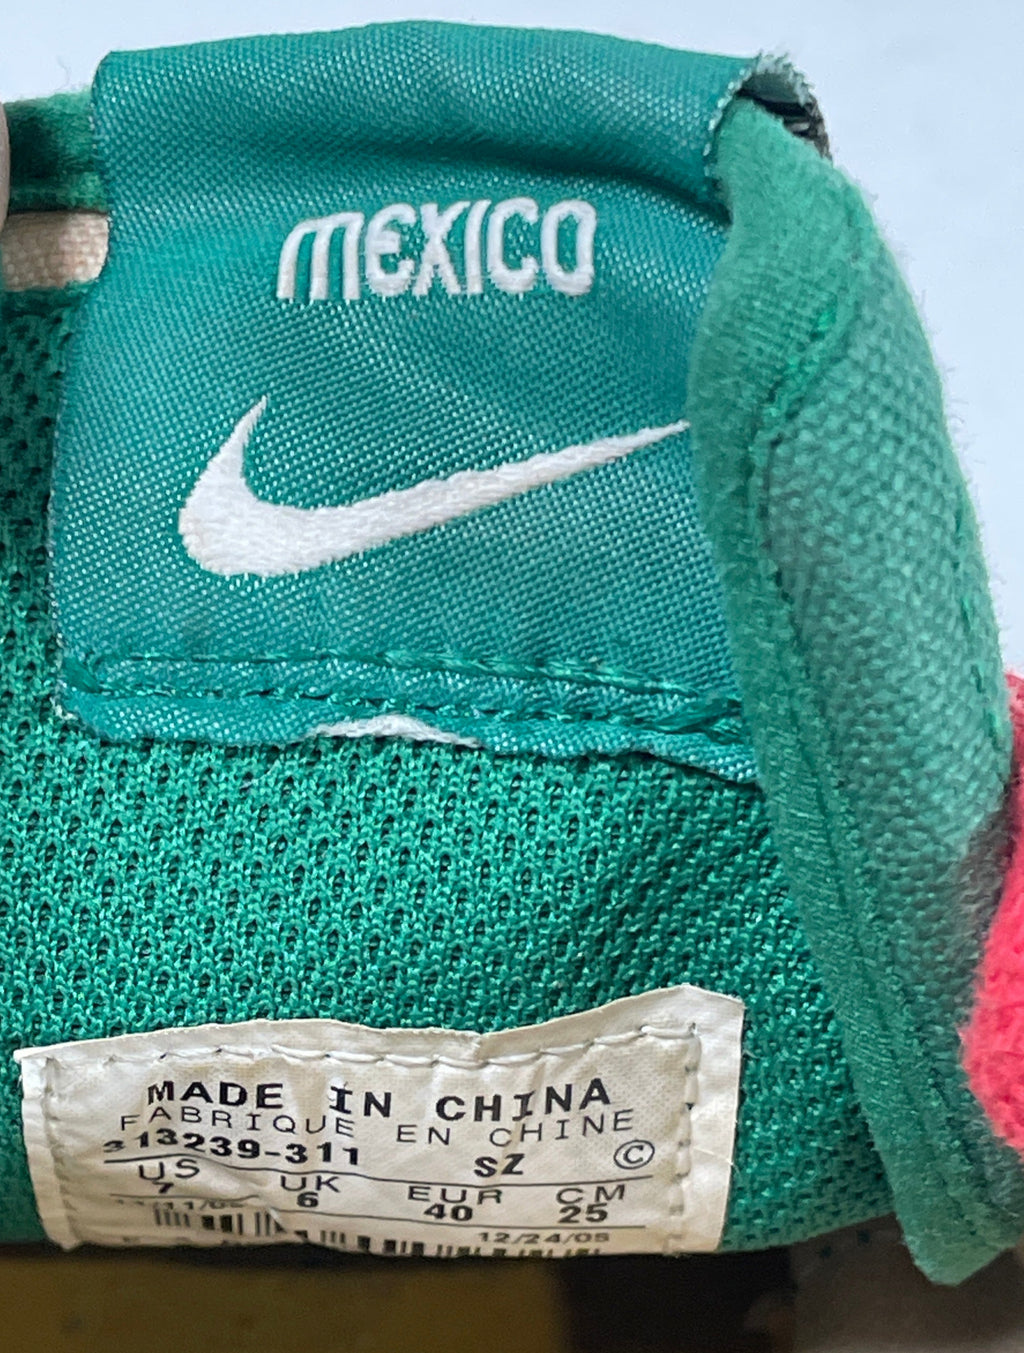 MEXICO
MADE IN CHINA
FABRIQUE EN CHINE
313239-311 SZ ©
US UK EUR CM
7 6 40 25
12/24/05